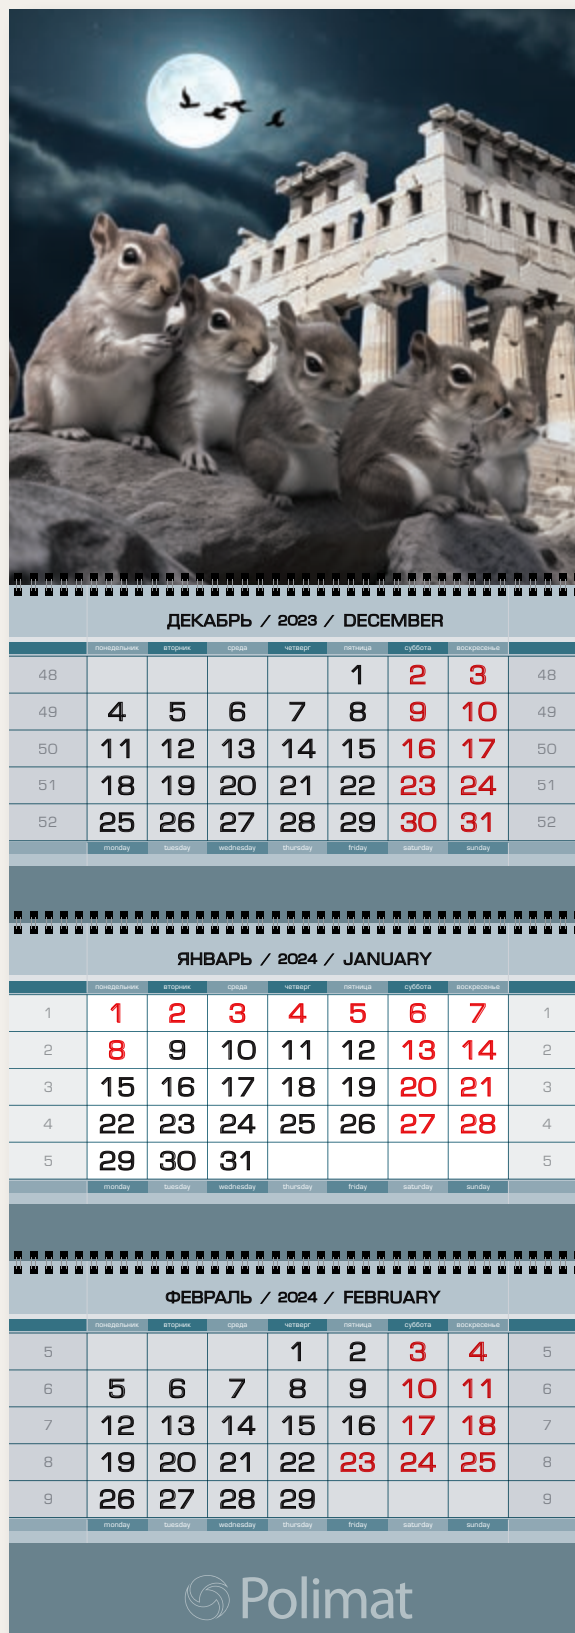 ДЕКАБРЬ / 2023 / DECEMBER
понедельник вторник среда четверг пятница суббота воскресенье
48 1 2 3 48
49 4 5 6 7 8 9 10 49
50 11 12 13 14 15 16 17 50
51 18 19 20 21 22 23 24 51
52 25 26 27 28 29 30 31 52
monday tuesday wednesday thursday friday saturday sunday
ЯНВАРЬ / 2024 / JANUARY
понедельник вторник среда четверг пятница суббота воскресенье
1 1 2 3 4 5 6 7 1
2 8 9 10 11 12 13 14 2
3 15 16 17 18 19 20 21 3
4 22 23 24 25 26 27 28 4
5 29 30 31 5
monday tuesday wednesday thursday friday saturday sunday
ФЕВРАЛЬ / 2024 / FEBRUARY
понедельник вторник среда четверг пятница суббота воскресенье
5 1 2 3 4 5
6 5 6 7 8 9 10 11 6
7 12 13 14 15 16 17 18 7
8 19 20 21 22 23 24 25 8
9 26 27 28 29 9
monday tuesday wednesday thursday friday saturday sunday
Polimat